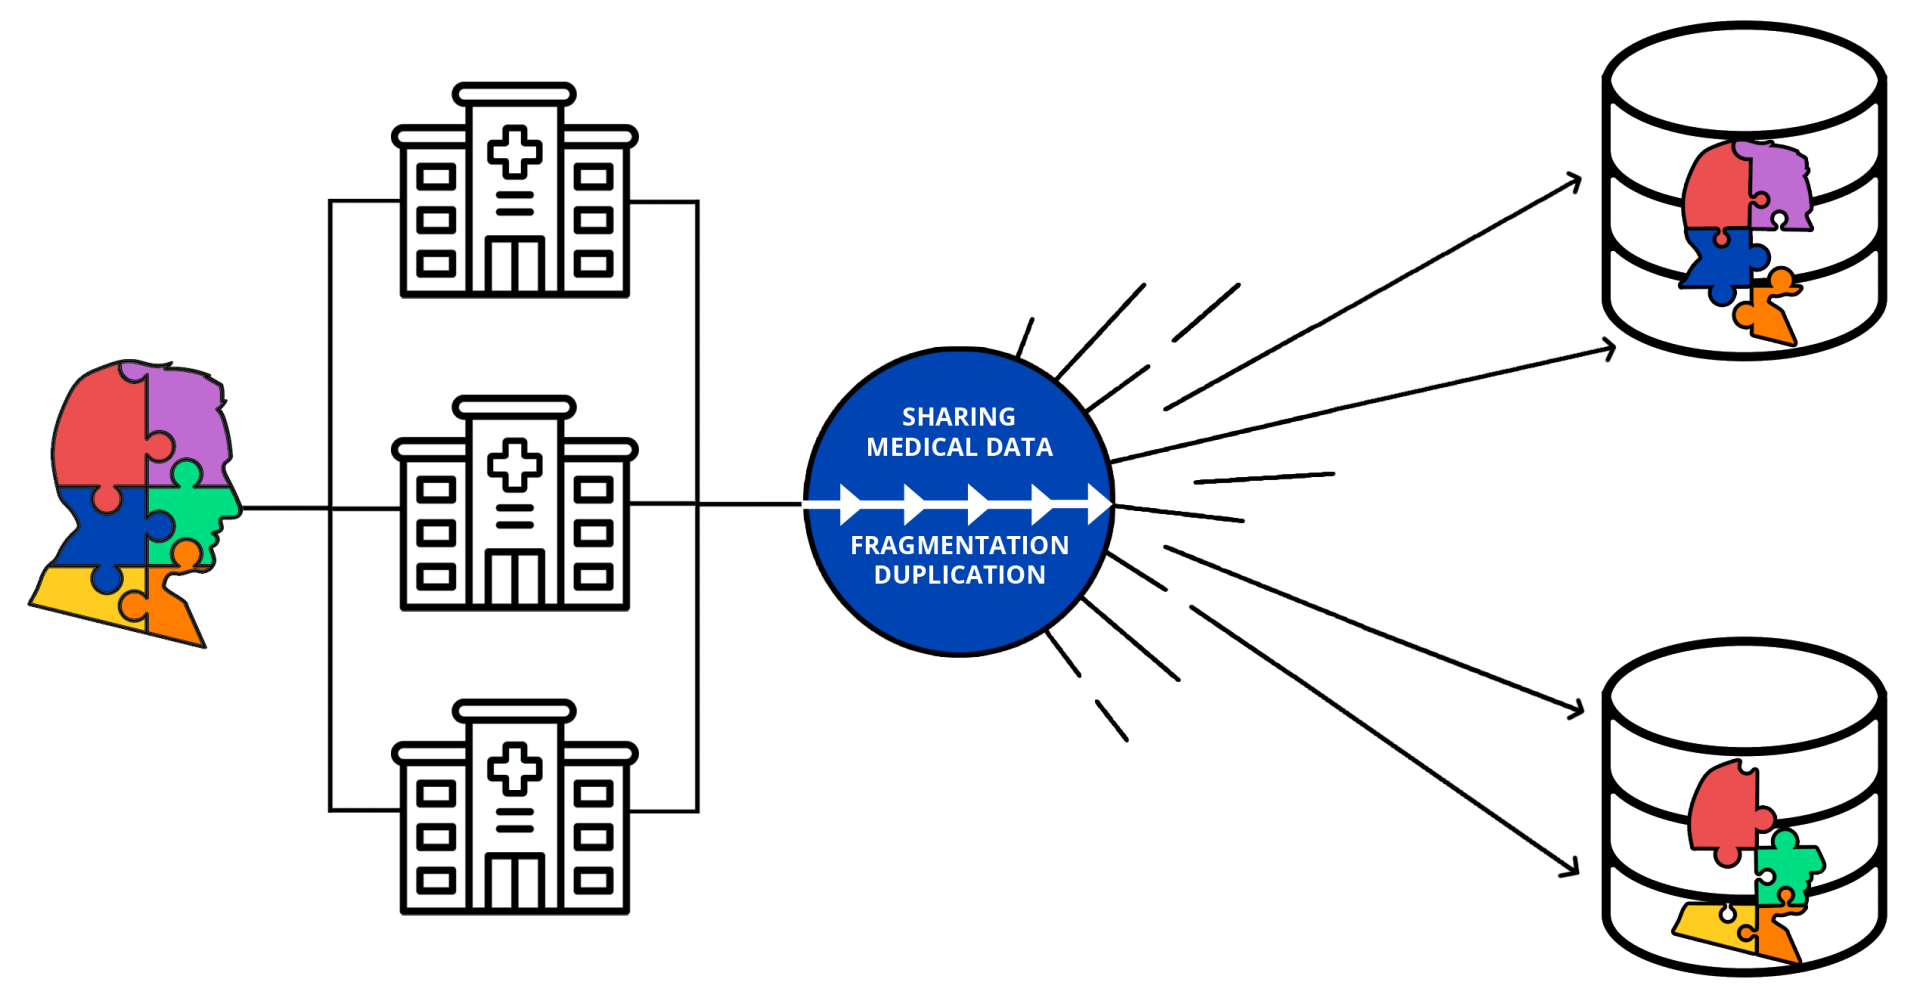 SHARING
MEDICAL DATA
FRAGMENTATION
DUPLICATION